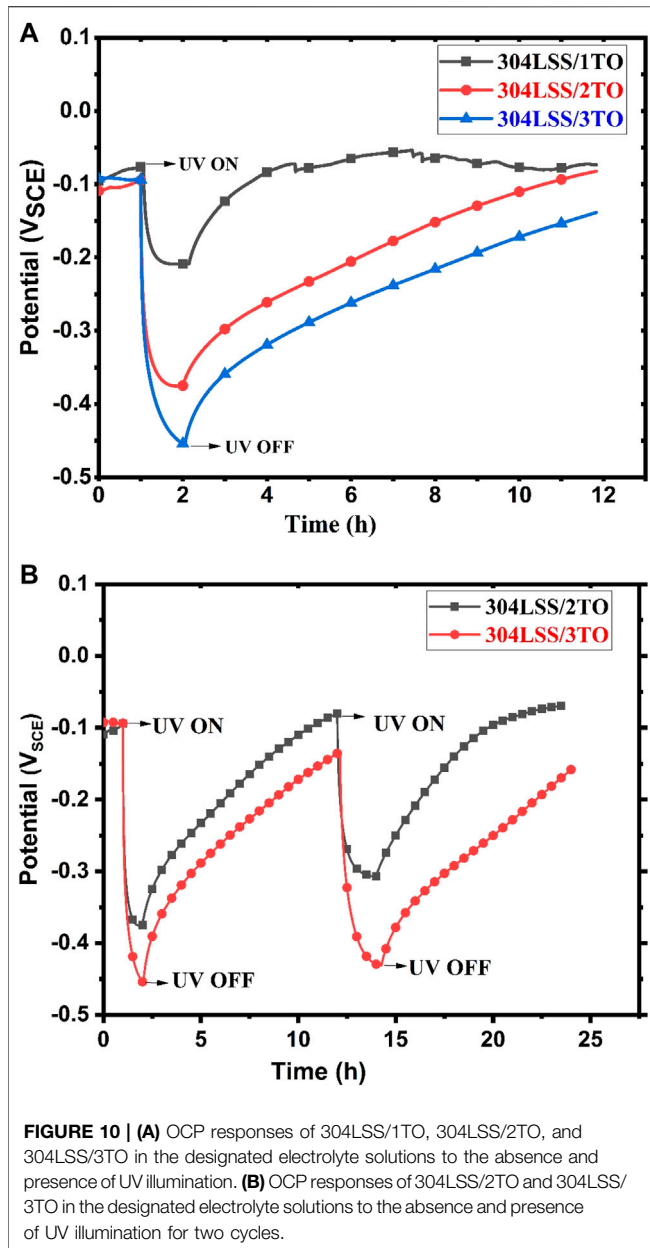 A
0.1
0.0
-0.1
-0.2
-0.3
-0.4
-0.5
Potential (VSCE)
304LSS/1TO
304LSS/2TO
304LSS/3TO
UV ON
UV OFF
0 2 4 6 8 10 12
Time (h)
B
0.1
0.0
-0.1
-0.2
-0.3
-0.4
-0.5
Potential (VSCE)
304LSS/2TO
304LSS/3TO
UV ON
UV ON
UV OFF
UV OFF
0 5 10 15 20 25
Time (h)
FIGURE 10 | (A) OCP responses of 304LSS/1TO, 304LSS/2TO, and
304LSS/3TO in the designated electrolyte solutions to the absence and
presence of UV illumination. (B) OCP responses of 304LSS/2TO and 304LSS/
3TO in the designated electrolyte solutions to the absence and presence
of UV illumination for two cycles.